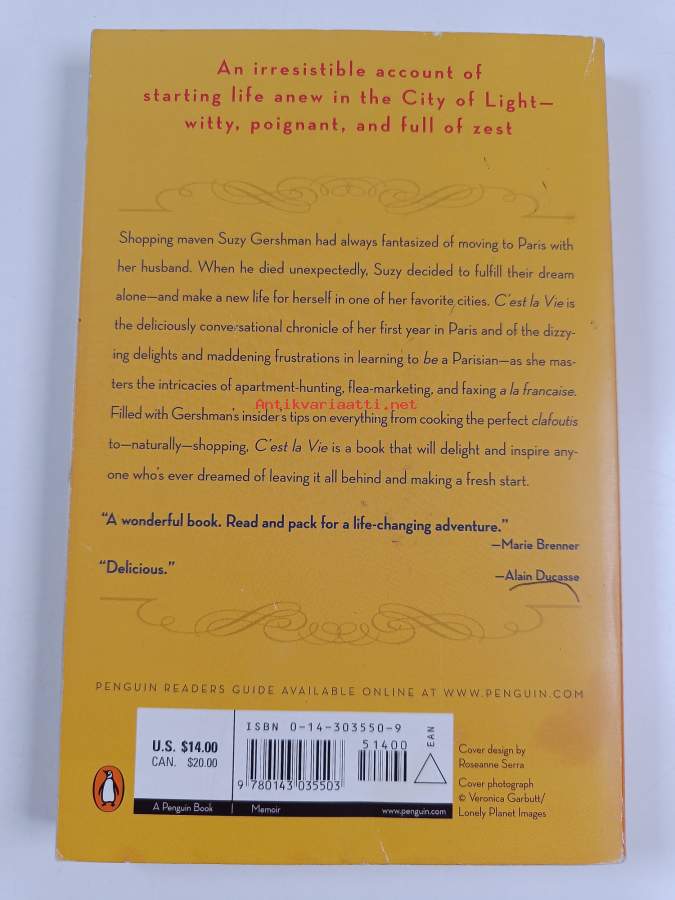 An irresistible account of
starting life anew in the City of Light—
witty, poignant, and full of zest
Shopping maven Suzy Gershman had always fantasized of moving to Paris with
her husband. When he died unexpectedly, Suzy decided to fulfill their dream
alone—and make a new life for herself in one of her favorite cities. C'est la Vie is
the deliciously conversational chronicle of her first year in Paris and of the dizzy-
ing delights and maddening frustrations in learning to be a Parisian—as she mas-
ters the intricacies of apartment-hunting, flea-marketing, and faxing a la francaise.
Antikvariaatti.net
Filled with Gershman's insider's tips on everything from cooking the perfect clafoutis
to—naturally—shopping, C'est la Vie is a book that will delight and inspire any-
one who's ever dreamed of leaving it all behind and making a fresh start.
"A wonderful book. Read and pack for a life-changing adventure."
—Marie Brenner
"Delicious."
—Alain Ducasse
PENGUIN READERS GUIDE AVAILABLE ONLINE AT WWW.PENGUIN.COM
U.S. $14.00
CAN. $20.00
ISBN 0-14-303550-9
51400
EAN
9 780143 035503
A Penguin Book | Memoir www.penguin.com
Cover design by
Roseanne Serra
Cover photograph
© Veronica Garbutt/
Lonely Planet Images